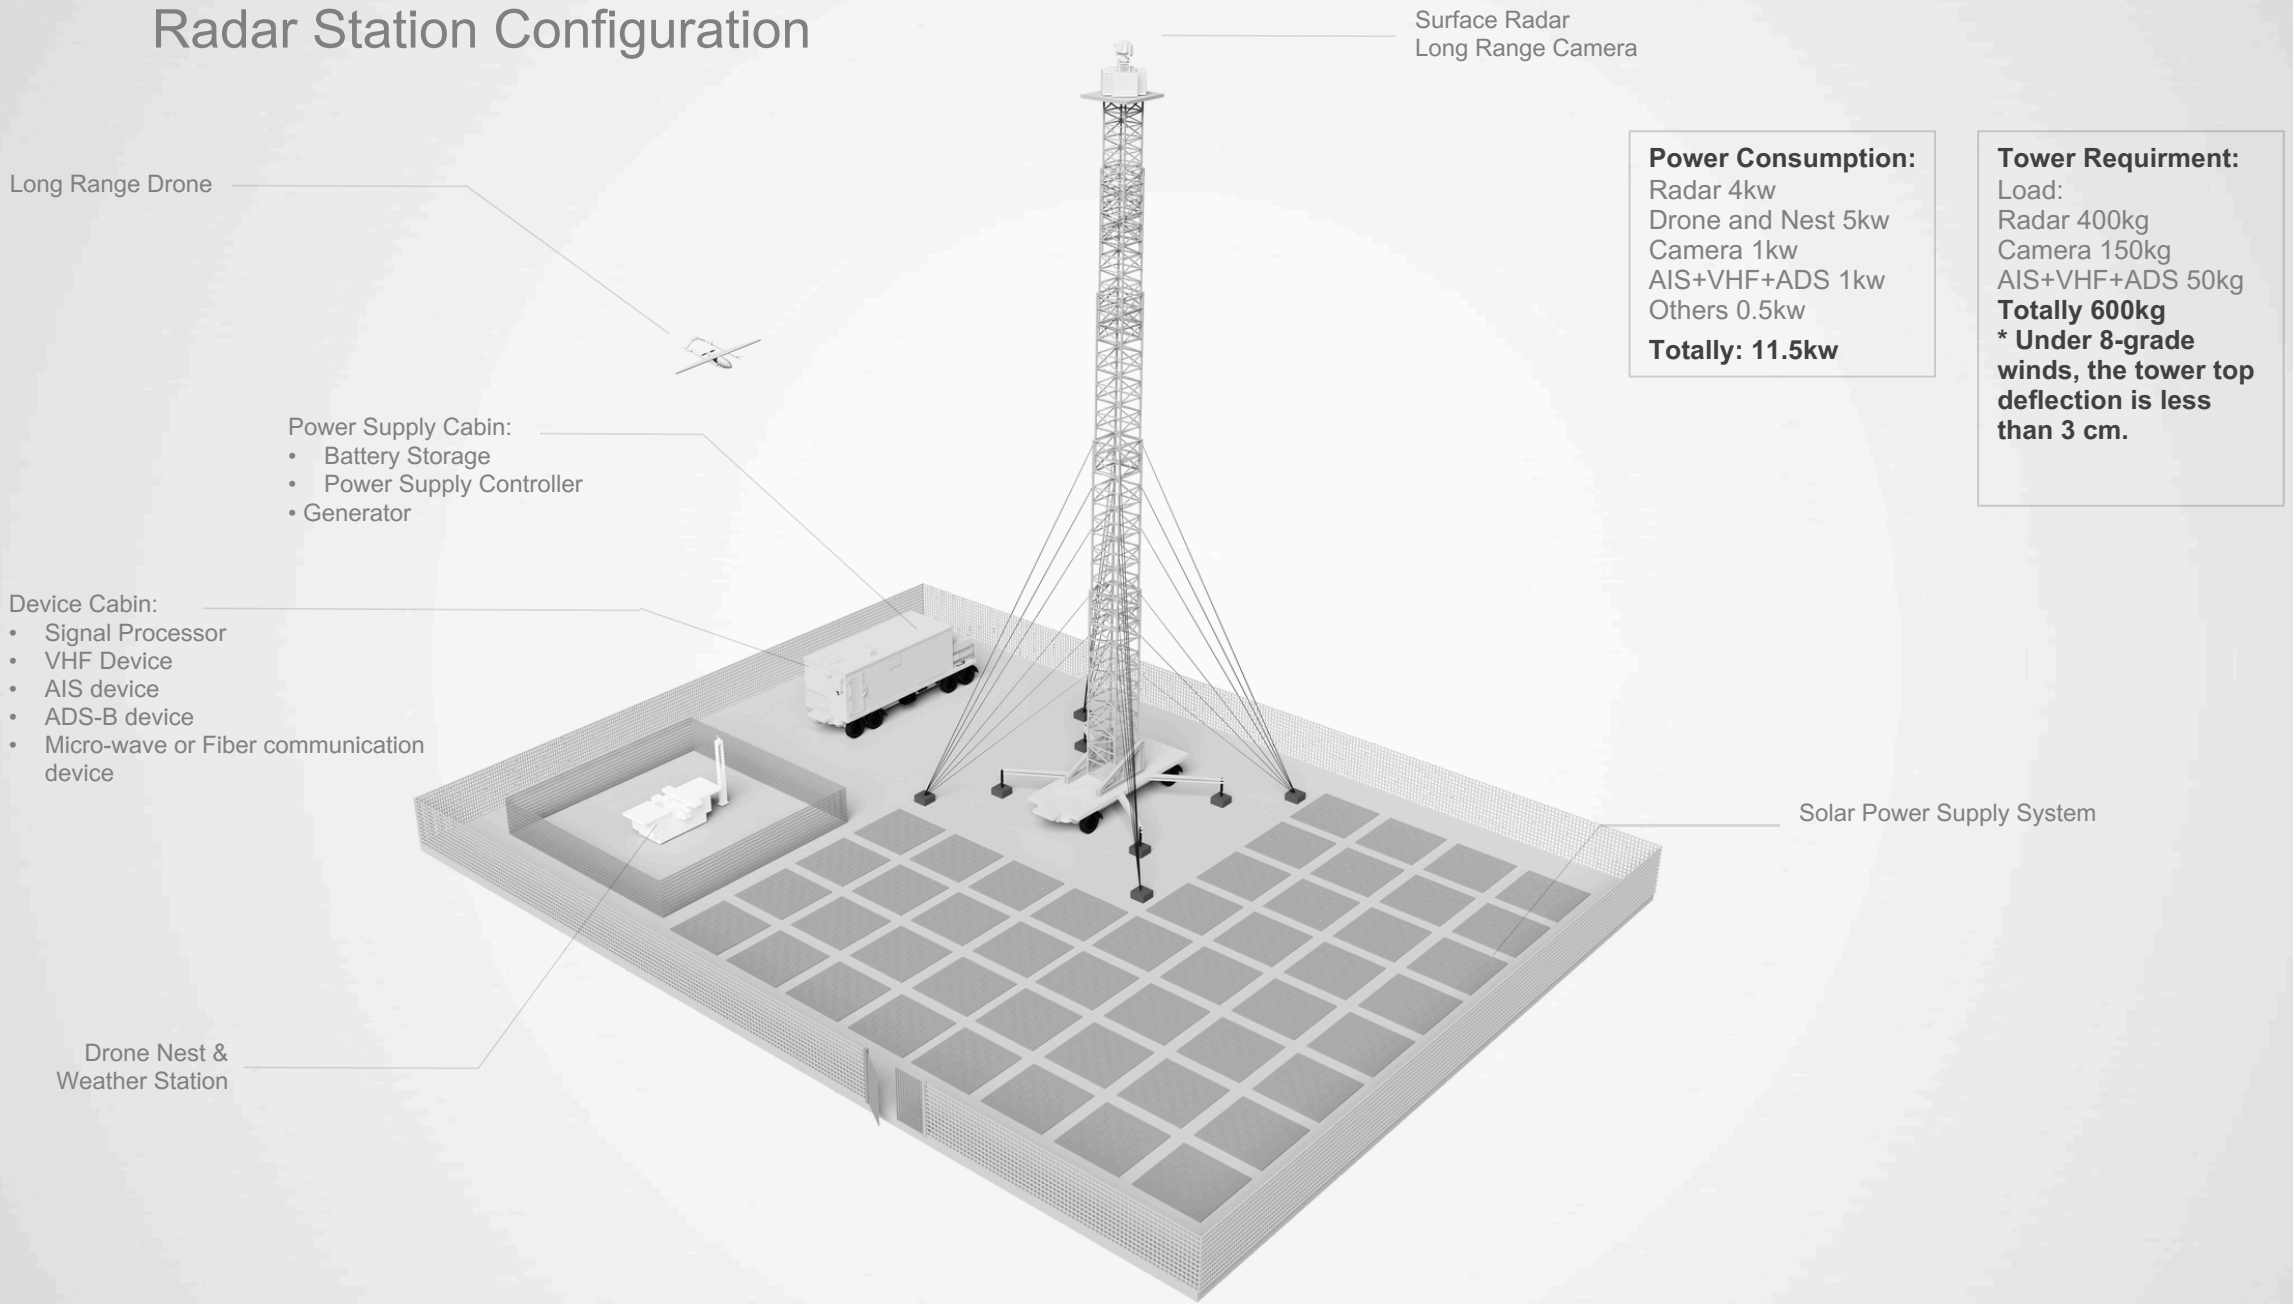 Radar Station Configuration
Surface Radar
Long Range Camera
Long Range Drone
Power Consumption:
Radar 4kw
Drone and Nest 5kw
Camera 1kw
AIS+VHF+ADS 1kw
Others 0.5kw
Totally: 11.5kw
Tower Requirment:
Load:
Radar 400kg
Camera 150kg
AIS+VHF+ADS 50kg
Totally 600kg
* Under 8-grade
winds, the tower top
deflection is less
than 3 cm.
Power Supply Cabin:
• Battery Storage
• Power Supply Controller
• Generator
Device Cabin:
• Signal Processor
• VHF Device
• AIS device
• ADS-B device
• Micro-wave or Fiber communication
device
Solar Power Supply System
Drone Nest &
Weather Station